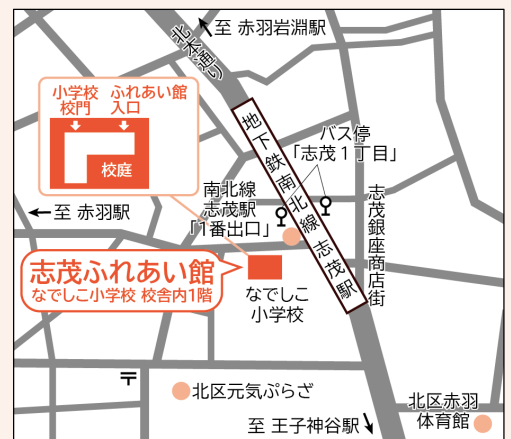 至 赤羽岩淵駅
北本通り
小学校
校門
ふれあい館
入口
校庭
地下鉄南北線 志茂駅
バス停
「志茂1丁目」
南北線
志茂駅
「1番出口」
至 赤羽駅
志茂銀座商店街
志茂ふれあい館
なでしこ小学校 校舎内1階
なでしこ
小学校
〒
北区元気ぷらざ
北区赤羽
体育館
至 王子神谷駅